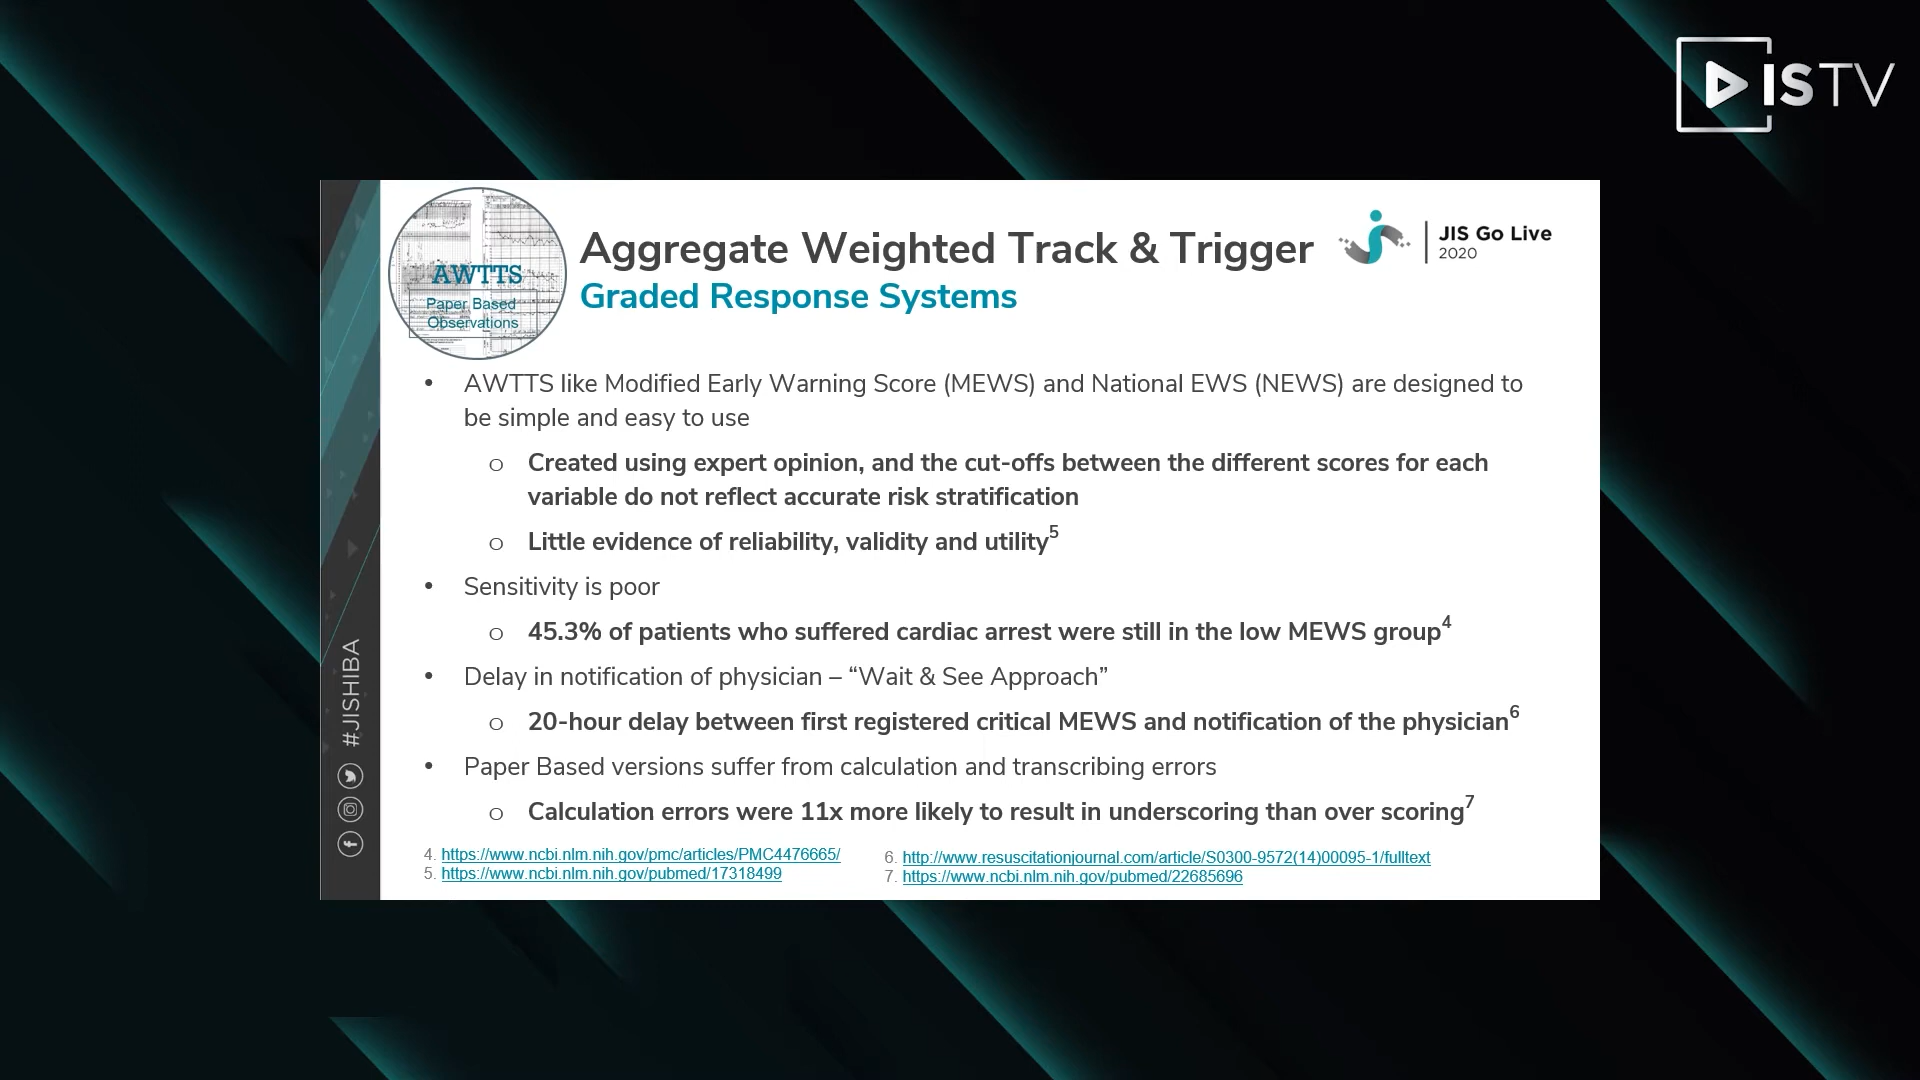 ISTV
AWTTS
Paper Based
Observations
Aggregate Weighted Track & Trigger
Graded Response Systems
JIS Go Live
2020
• AWTTS like Modified Early Warning Score (MEWS) and National EWS (NEWS) are designed to
be simple and easy to use
o Created using expert opinion, and the cut-offs between the different scores for each
variable do not reflect accurate risk stratification
o Little evidence of reliability, validity and utility5
• Sensitivity is poor
o 45.3% of patients who suffered cardiac arrest were still in the low MEWS group4
• Delay in notification of physician – “Wait & See Approach”
o 20-hour delay between first registered critical MEWS and notification of the physician6
• Paper Based versions suffer from calculation and transcribing errors
o Calculation errors were 11x more likely to result in underscoring than over scoring7
4. https://www.ncbi.nlm.nih.gov/pmc/articles/PMC4476665/
5. https://www.ncbi.nlm.nih.gov/pubmed/17318499
6. http://www.resuscitationjournal.com/article/S0300-9572(14)00095-1/fulltext
7. https://www.ncbi.nlm.nih.gov/pubmed/22685696
#JISHIBA